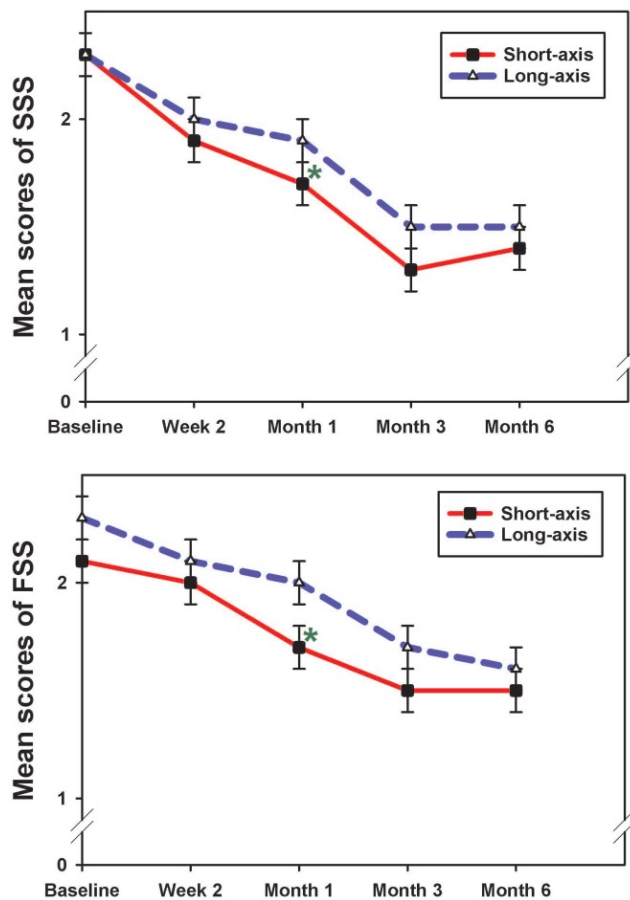 Mean scores of SSS
Short-axis
Long-axis
2
*
1
0
Baseline Week 2 Month 1 Month 3 Month 6
Mean scores of FSS
Short-axis
Long-axis
2
*
1
0
Baseline Week 2 Month 1 Month 3 Month 6